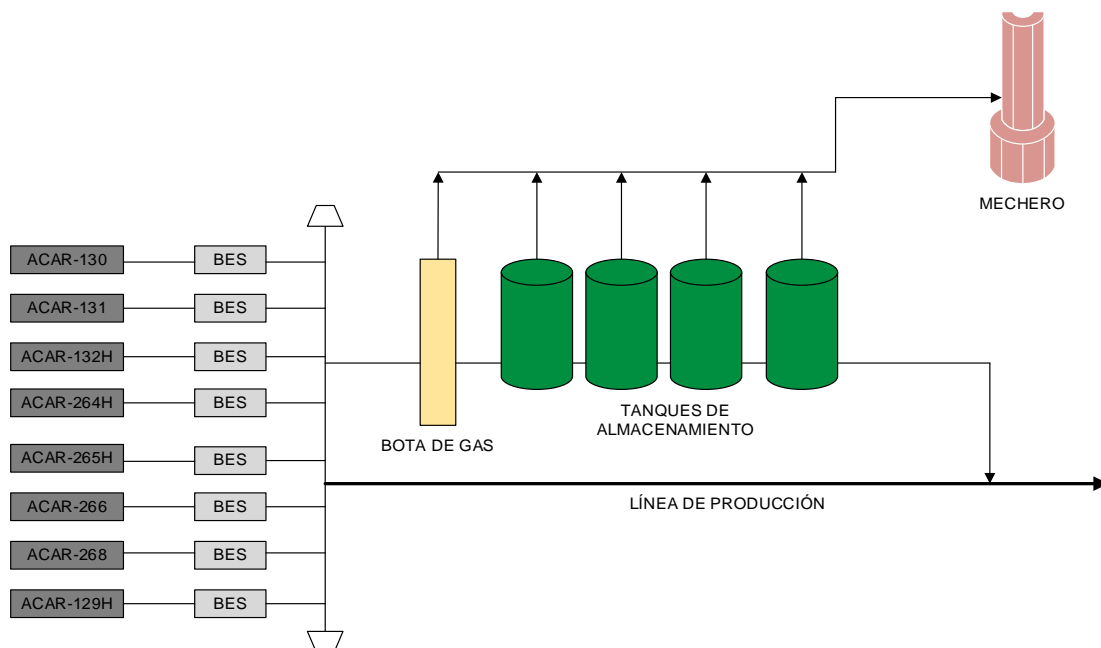 MECHERO
ACAR-130
BES
ACAR-131
BES
ACAR-132H
BES
ACAR-264H
BES
ACAR-265H
BES
ACAR-266
BES
ACAR-268
BES
ACAR-129H
BES
BOTA DE GAS
TANQUES DE
ALMACENAMIENTO
LÍNEA DE PRODUCCIÓN